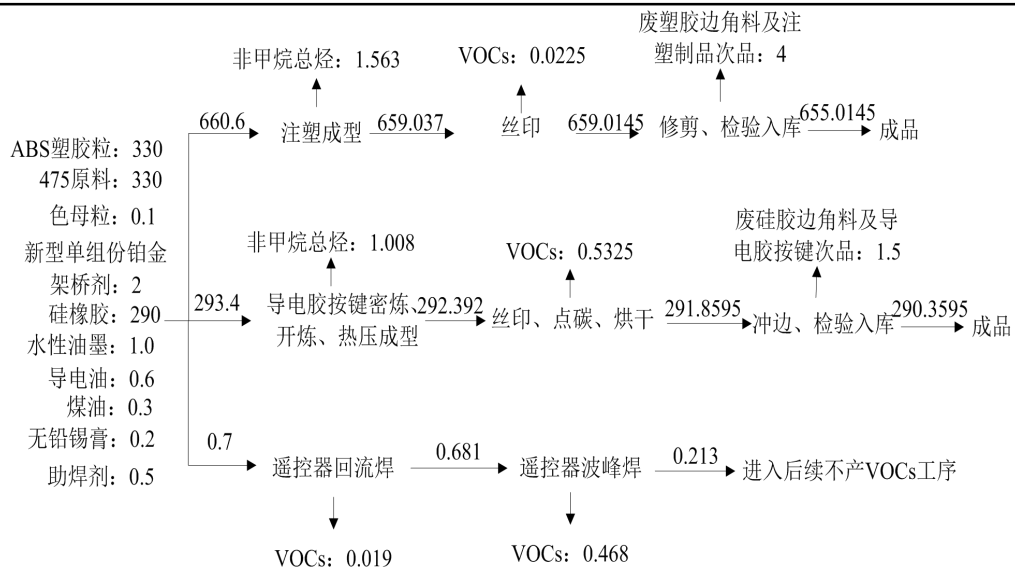 废塑胶边角料及注
塑制品次品：4
非甲烷总烃：1.563
VOCs：0.0225
660.6
注塑成型
659.037
丝印
659.0145
修剪、检验入库
655.0145
成品
ABS塑胶粒：330
475原料：330
色母粒：0.1
新型单组份铂金
架桥剂：2
硅橡胶：290
水性油墨：1.0
导电油：0.6
煤油：0.3
无铅锡膏：0.2
助焊剂：0.5
废硅胶边角料及导
电胶按键次品：1.5
非甲烷总烃：1.008
VOCs：0.5325
293.4
导电胶按键密炼、
开炼、热压成型
292.392
丝印、点碳、烘干
291.8595
冲边、检验入库
290.3595
成品
0.7
遥控器回流焊
0.681
遥控器波峰焊
0.213
进入后续不产VOCs工序
VOCs：0.019
VOCs：0.468